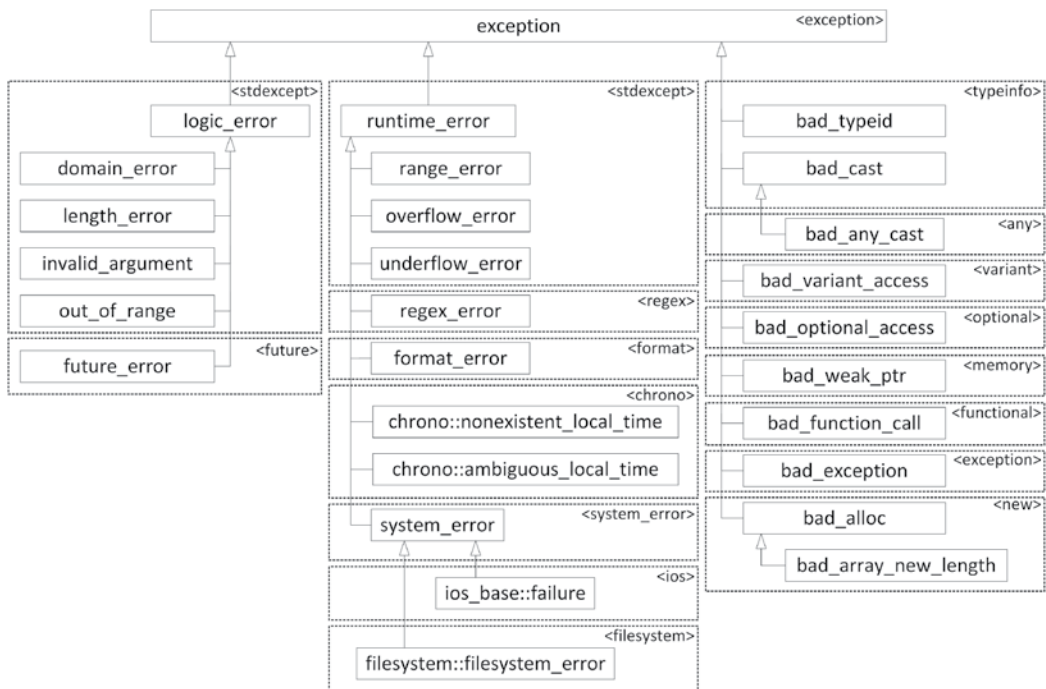 exception
<exception>
<stdexcept>
logic_error
domain_error
length_error
invalid_argument
out_of_range
<future>
future_error
<stdexcept>
runtime_error
range_error
overflow_error
underflow_error
<regex>
regex_error
<format>
format_error
<chrono>
chrono::nonexistent_local_time
chrono::ambiguous_local_time
<system_error>
system_error
<ios>
ios_base::failure
<filesystem>
filesystem::filesystem_error
<typeinfo>
bad_typeid
bad_cast
<any>
bad_any_cast
<variant>
bad_variant_access
<optional>
bad_optional_access
<memory>
bad_weak_ptr
<functional>
bad_function_call
<exception>
bad_exception
<new>
bad_alloc
bad_array_new_length